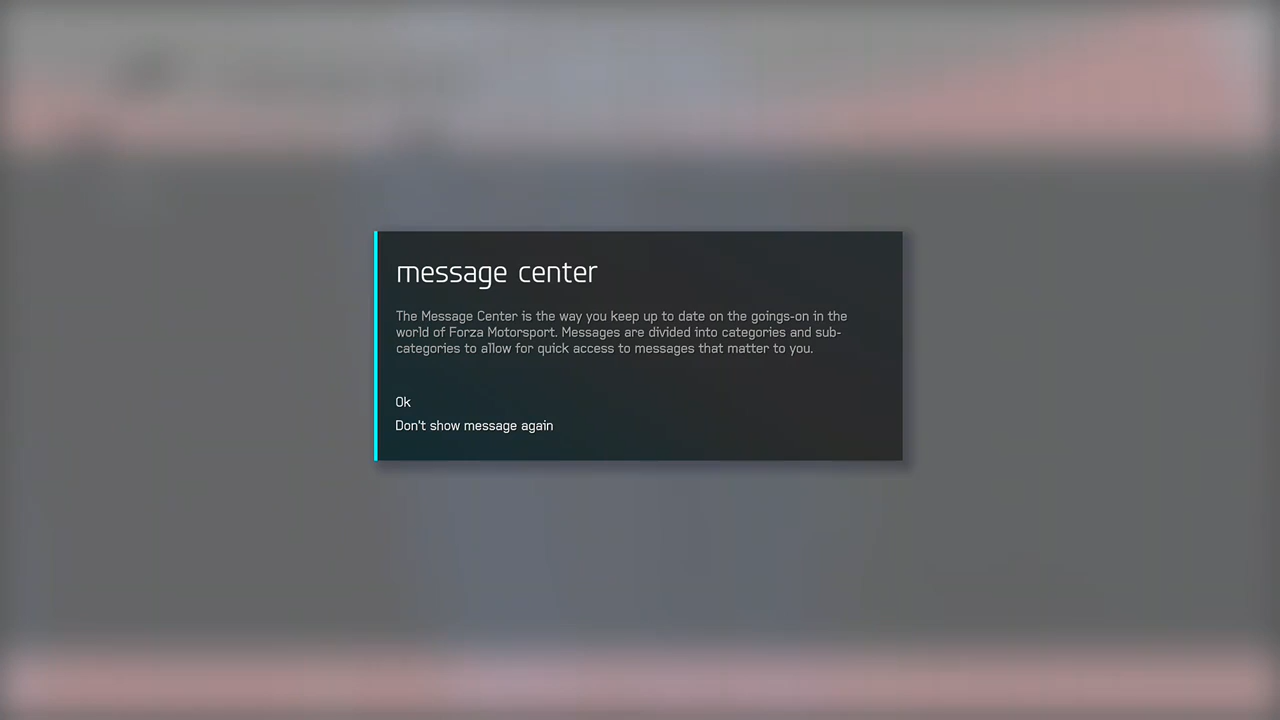 message center
The Message Center is the way you keep up to date on the goings-on in the
world of Forza Motorsport. Messages are divided into categories and sub-
categories to allow for quick access to messages that matter to you.
Ok
Don't show message again